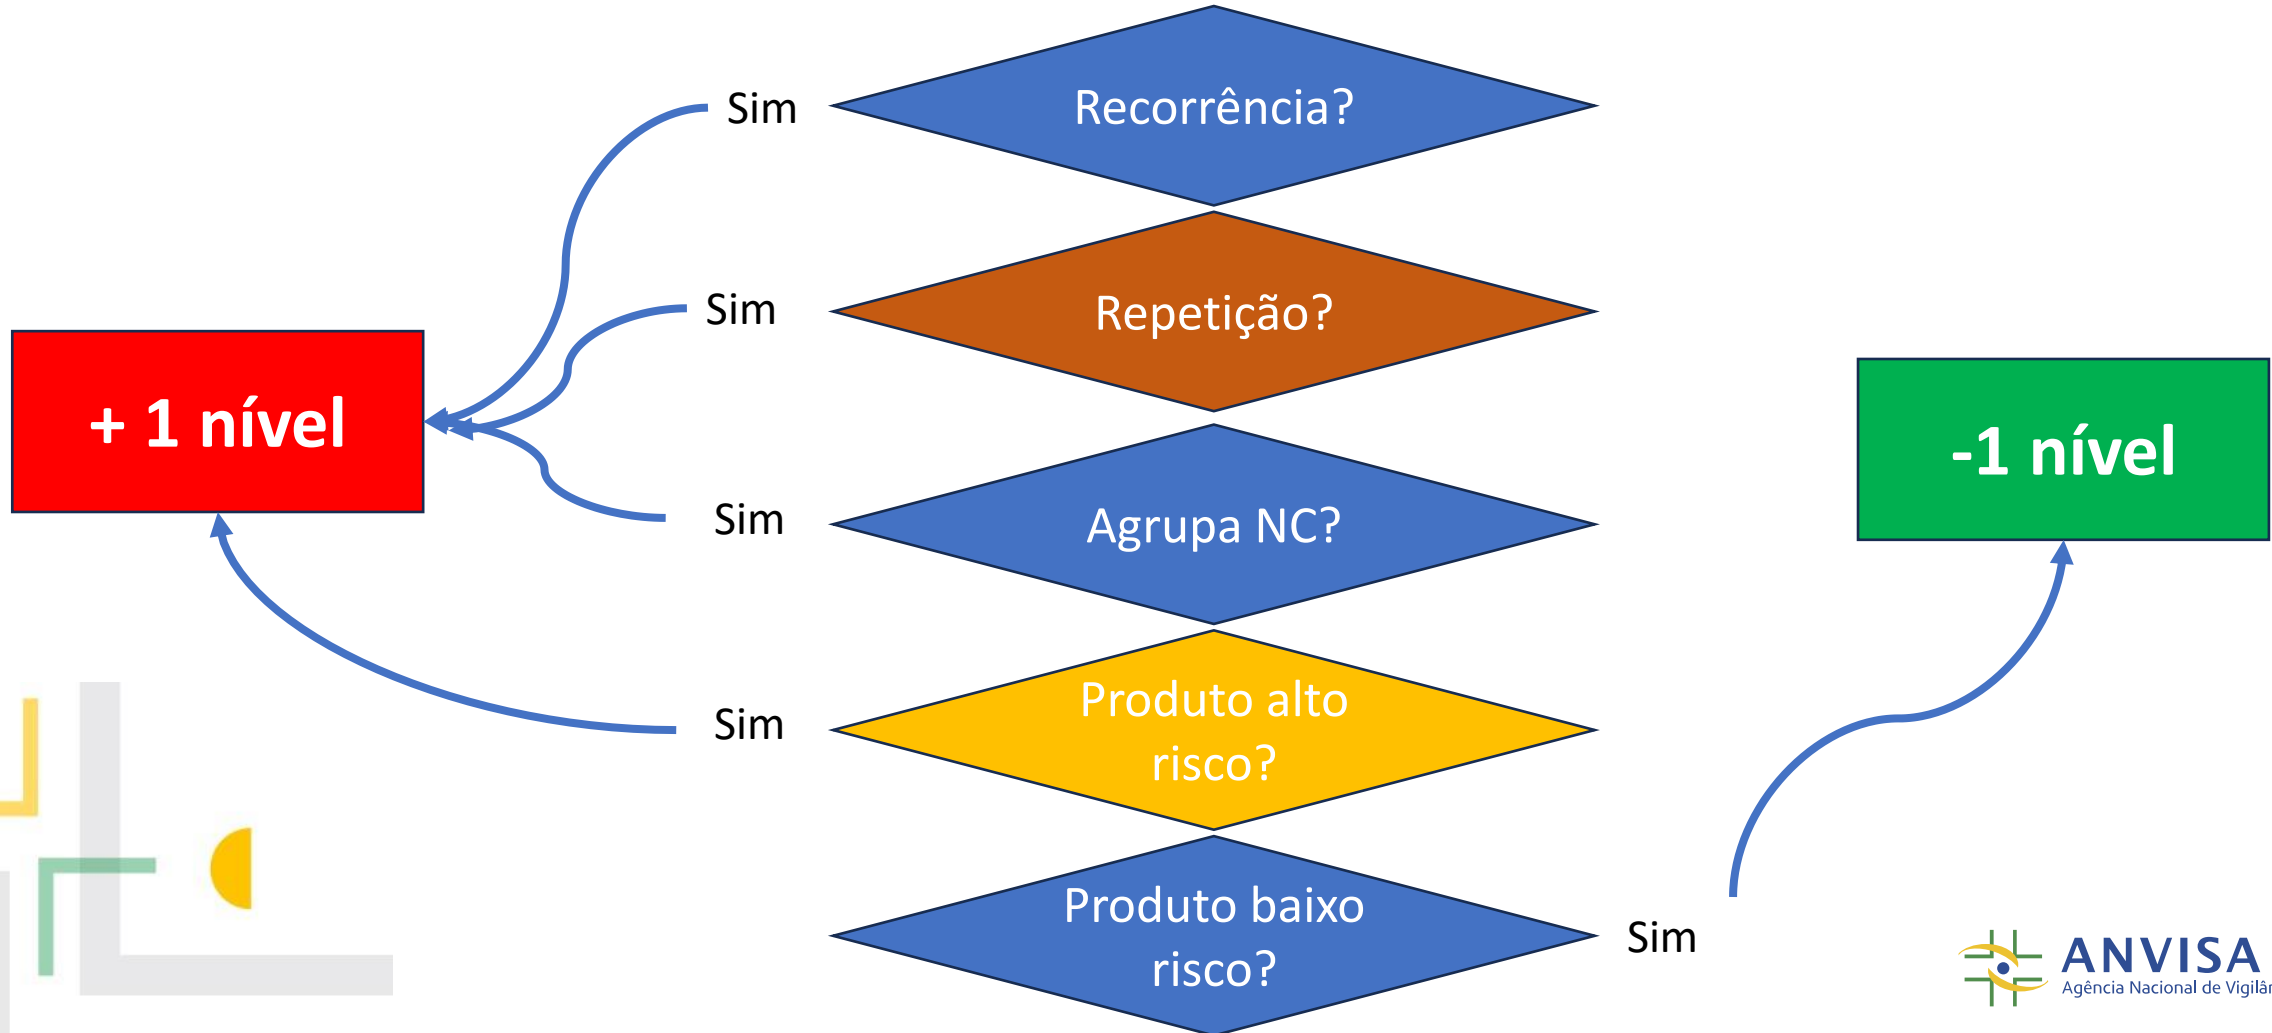 Sim
Recorrência?
Sim
Repetição?
+ 1 nível
-1 nível
Sim
Agrupa NC?
Sim
Produto alto
risco?
Produto baixo
risco?
Sim
ANVISA
Agência Nacional de